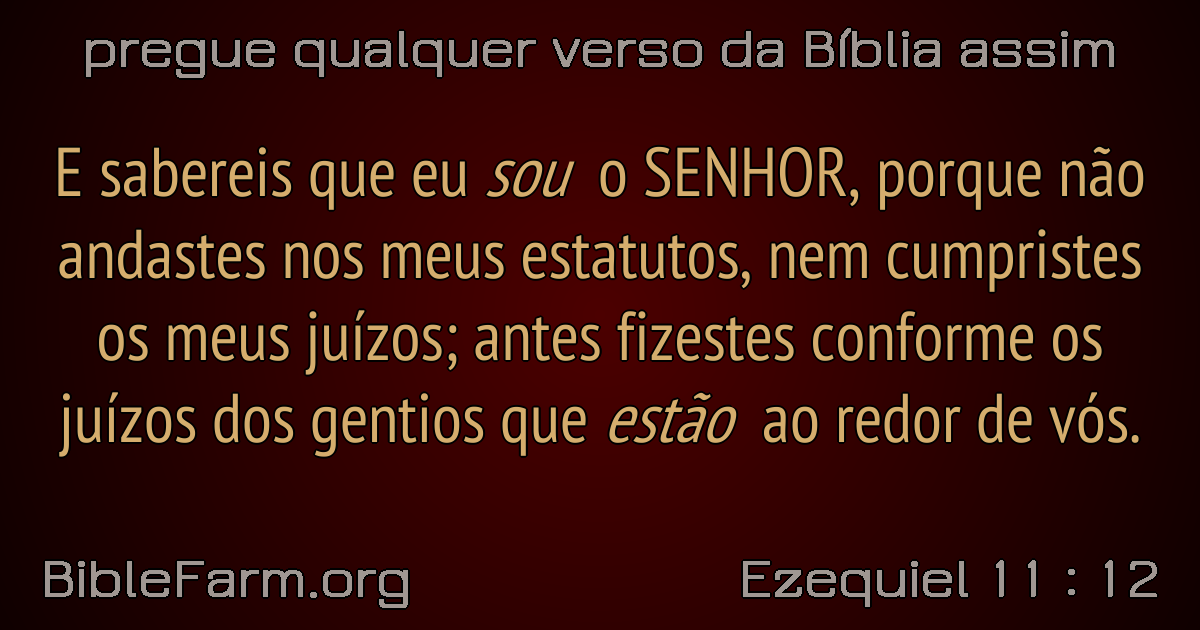 pregue qualquer verso da Bíblia assim
E sabereis que eu sou o SENHOR, porque não
andastes nos meus estatutos, nem cumpristes
os meus juízos; antes fizestes conforme os
juízos dos gentios que estão ao redor de vós.
BibleFarm.org
Ezequiel 11 : 12